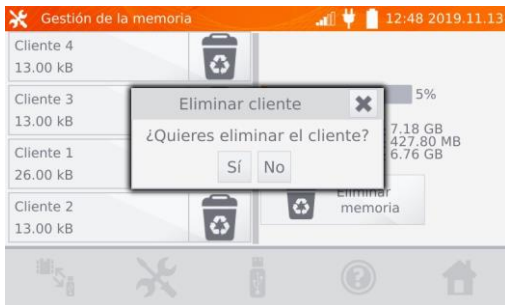 Gestión de la memoria
12:48 2019.11.13
Cliente 4
13.00 kB
Cliente 3
13.00 kB
Cliente 1
26.00 kB
Cliente 2
13.00 kB
Eliminar cliente
¿Quieres eliminar el cliente?
Sí No
5%
7.18 GB
427.80 MB
6.76 GB
Eliminar
memoria